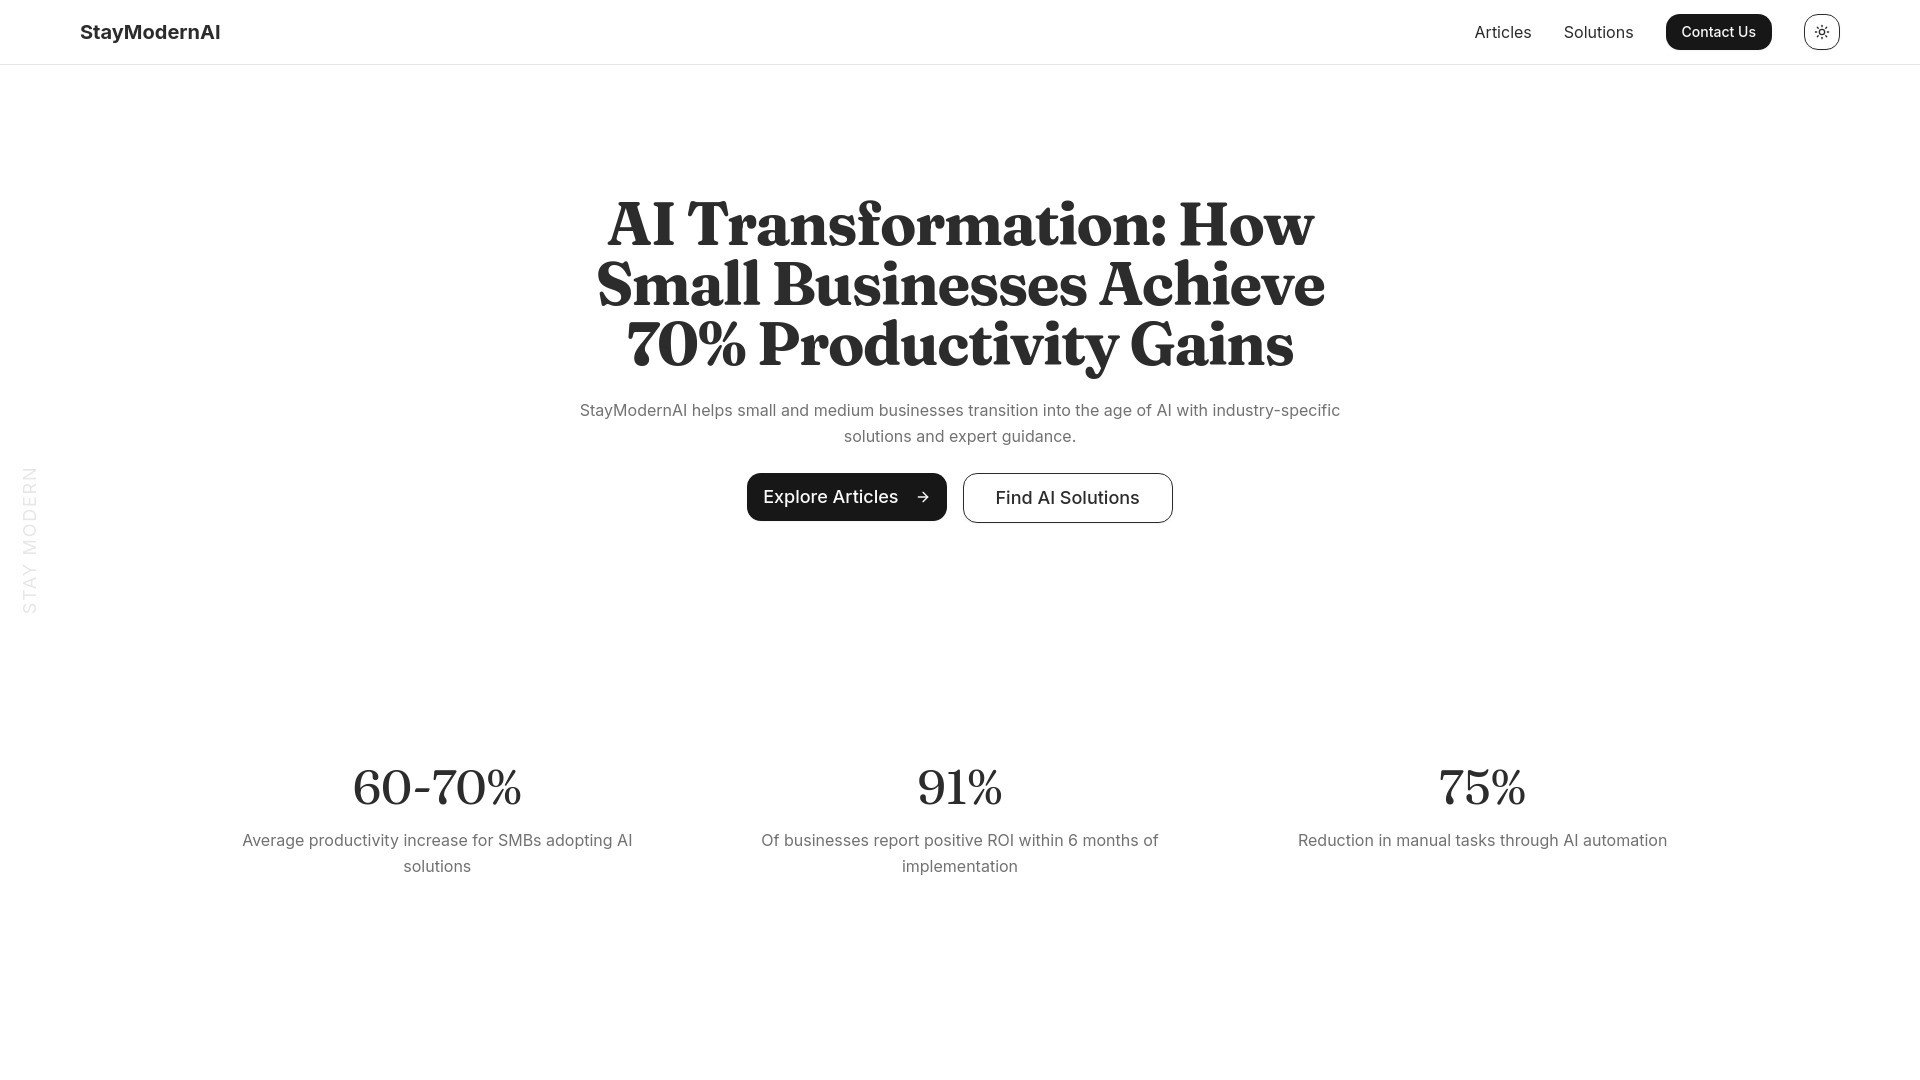 StayModernAI
Articles
Solutions
Contact Us
AI Transformation: How
Small Businesses Achieve
70% Productivity Gains
StayModernAI helps small and medium businesses transition into the age of AI with industry-specific
solutions and expert guidance.
Explore Articles
Find AI Solutions
STAY MODERN
60-70%
Average productivity increase for SMBs adopting AI
solutions
91%
Of businesses report positive ROI within 6 months of
implementation
75%
Reduction in manual tasks through AI automation